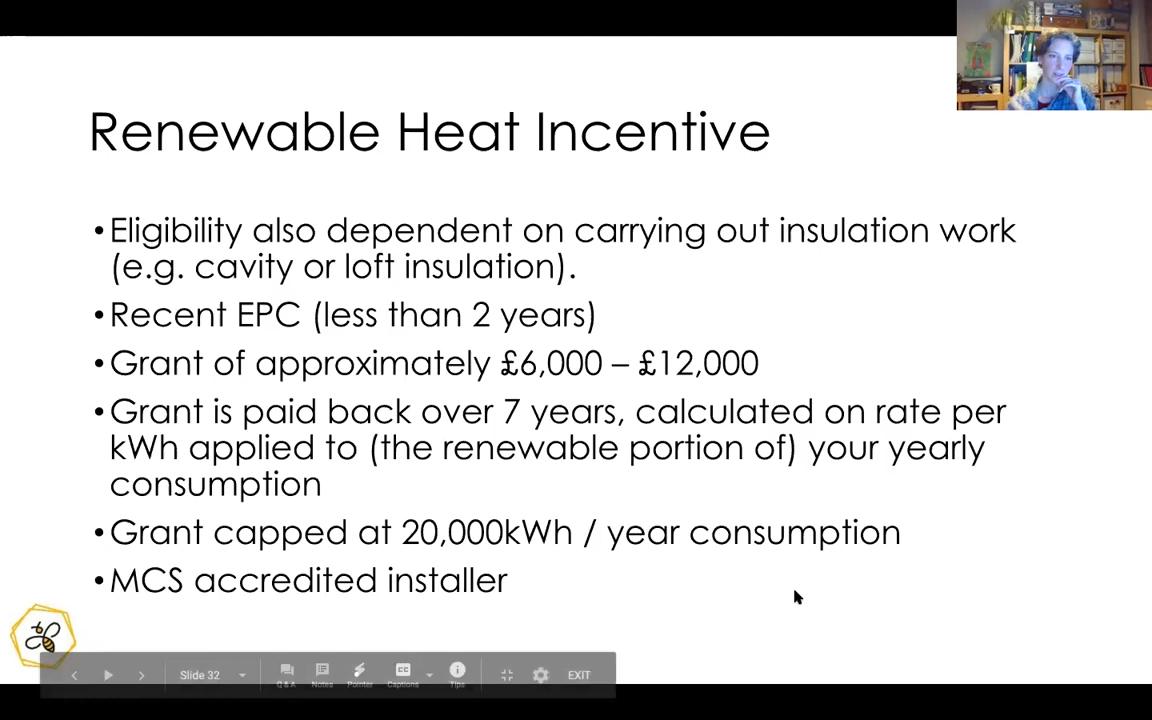 Renewable Heat Incentive
•Eligibility also dependent on carrying out insulation work
(e.g. cavity or loft insulation).
•Recent EPC (less than 2 years)
•Grant of approximately £6,000 – £12,000
•Grant is paid back over 7 years, calculated on rate per
kWh applied to (the renewable portion of) your yearly
consumption
•Grant capped at 20,000kWh / year consumption
•MCS accredited installer
Slide 32
Q & A
Notes
Pointer
CC
Captions
Tips
EXIT